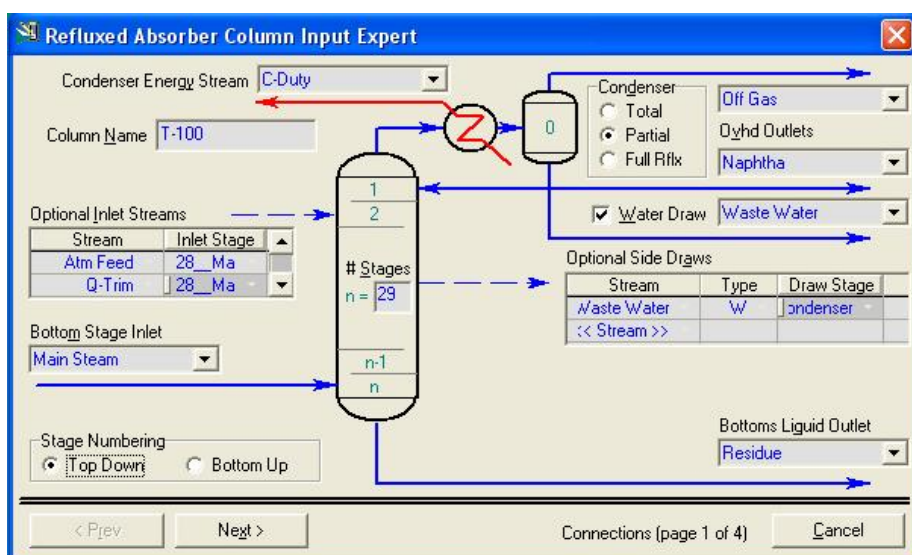 Refluxed Absorber Column Input Expert
Condenser Energy Stream C-Duty
Column Name T-100
0
Condenser
Total
Partial
Full Rflx
Off Gas
Ovhd Outlets
Naphtha
Water Draw Waste Water
Optional Inlet Streams
Stream Inlet Stage
Atm Feed 28__Ma
Q-Trim 28__Ma
1
2
# Stages
n = 29
n-1
n
Optional Side Draws
Stream Type Draw Stage
Waste Water W ondenser
<< Stream >>
Bottom Stage Inlet
Main Steam
Stage Numbering
Top Down Bottom Up
Bottoms Liquid Outlet
Residue
< Prev Next > Connections (page 1 of 4) Cancel